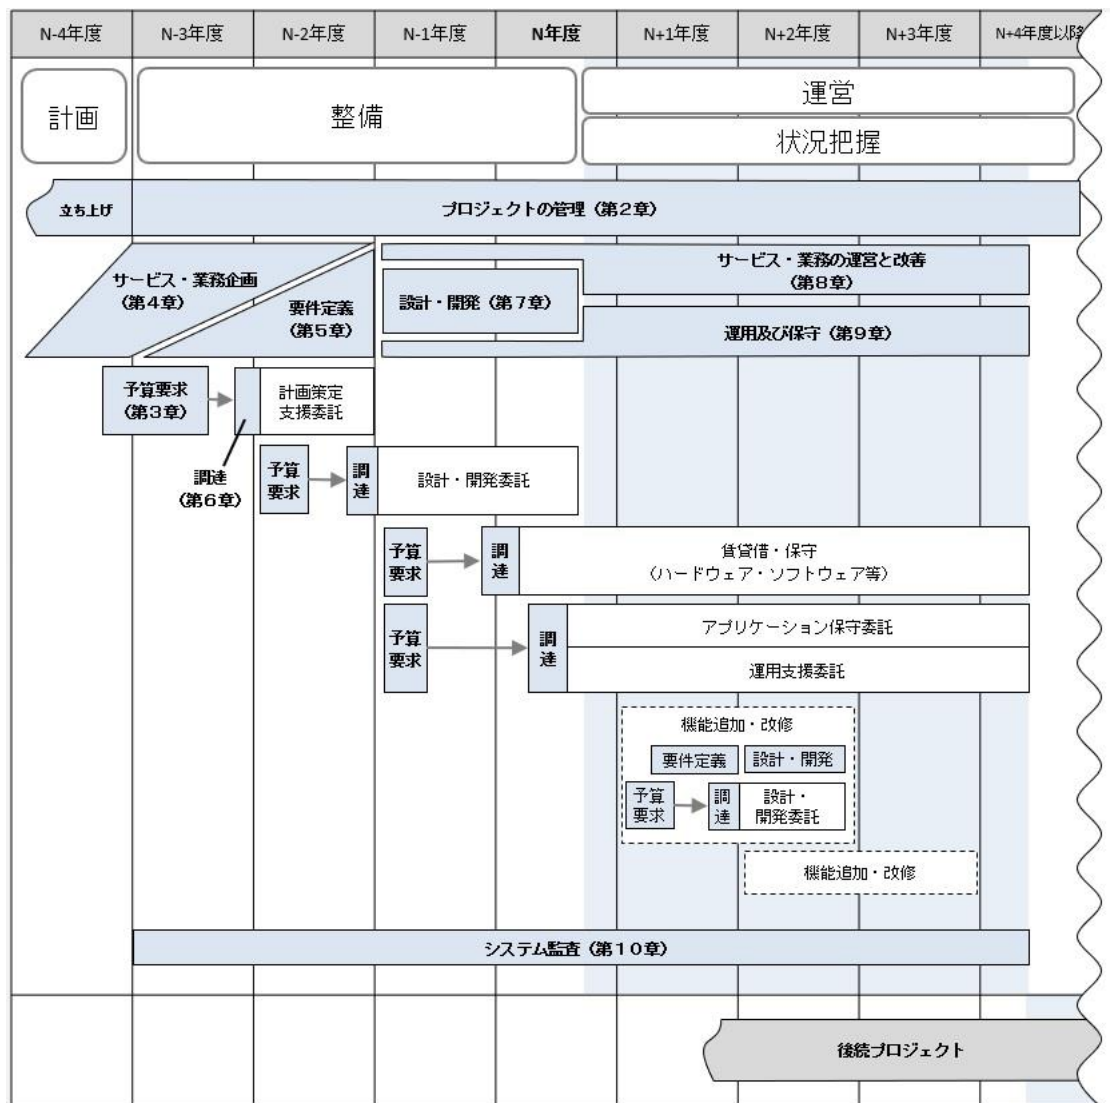 N-4年度
N-3年度
N-2年度
N-1年度
N年度
N+1年度
N+2年度
N+3年度
N+4年度以降
計画
整備
運営
状況把握
立ち上げ
プロジェクトの管理（第２章）
サービス・業務企画
（第４章）
要件定義
（第５章）
設計・開発（第７章）
サービス・業務の運営と改善
（第８章）
運用及び保守（第９章）
予算要求
（第３章）
計画策定
支援委託
調達
（第６章）
予算
要求
調
達
設計・開発委託
予算
要求
調
達
賃貸借・保守
（ハードウェア・ソフトウェア等）
予算
要求
調
達
アプリケーション保守委託
運用支援委託
機能追加・改修
要件定義
設計・開発
予算
要求
調
達
設計・
開発委託
機能追加・改修
システム監査（第１０章）
後続プロジェクト